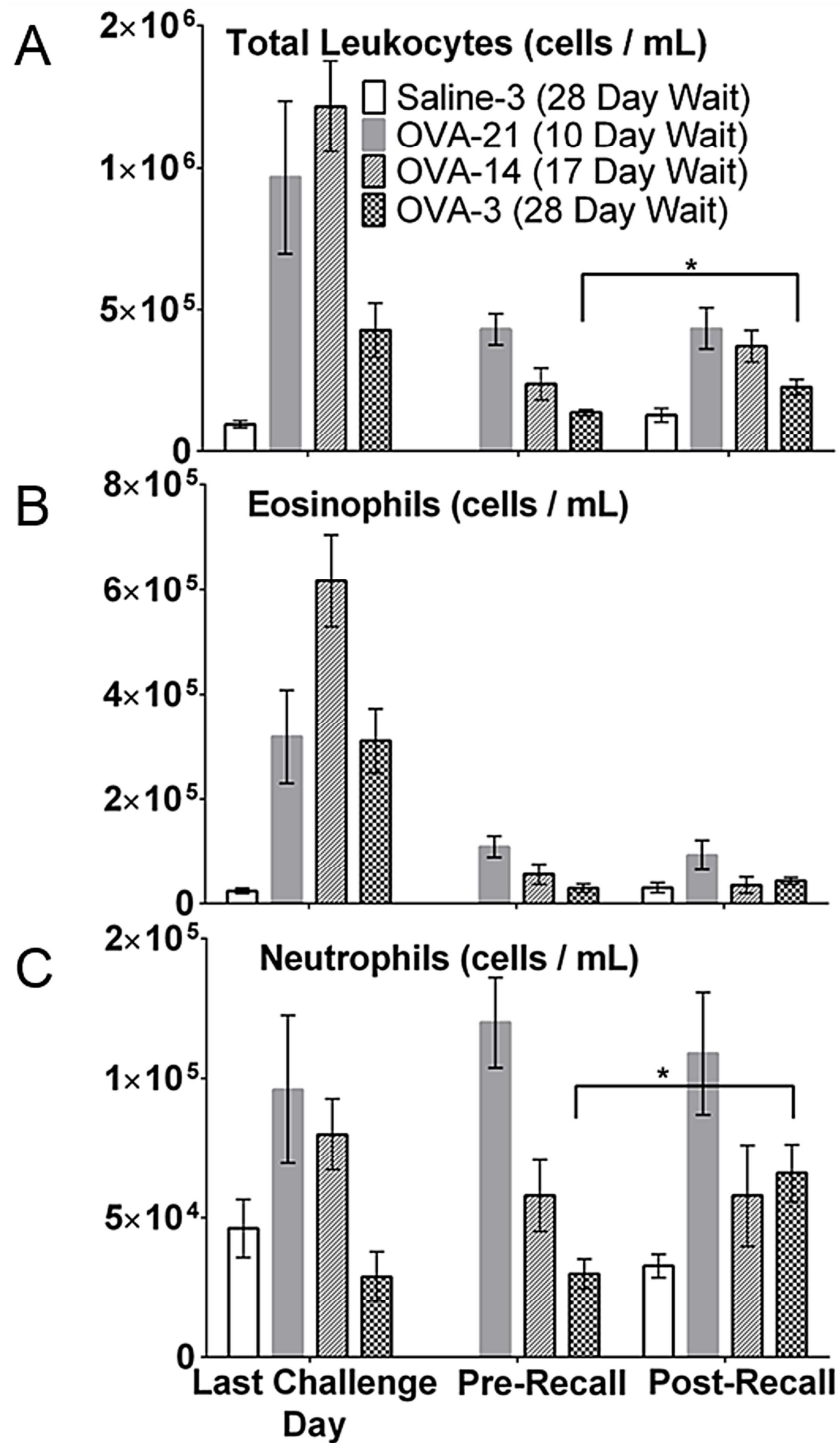 A
2×10⁶
Total Leukocytes (cells / mL)
Saline-3 (28 Day Wait)
OVA-21 (10 Day Wait)
1×10⁶
OVA-14 (17 Day Wait)
OVA-3 (28 Day Wait)
*
5×10⁵
0
B
8×10⁵
Eosinophils (cells / mL)
6×10⁵
4×10⁵
2×10⁵
0
C
2×10⁵
Neutrophils (cells / mL)
1×10⁵
*
5×10⁴
0
Last Challenge Day
Pre-Recall
Post-Recall